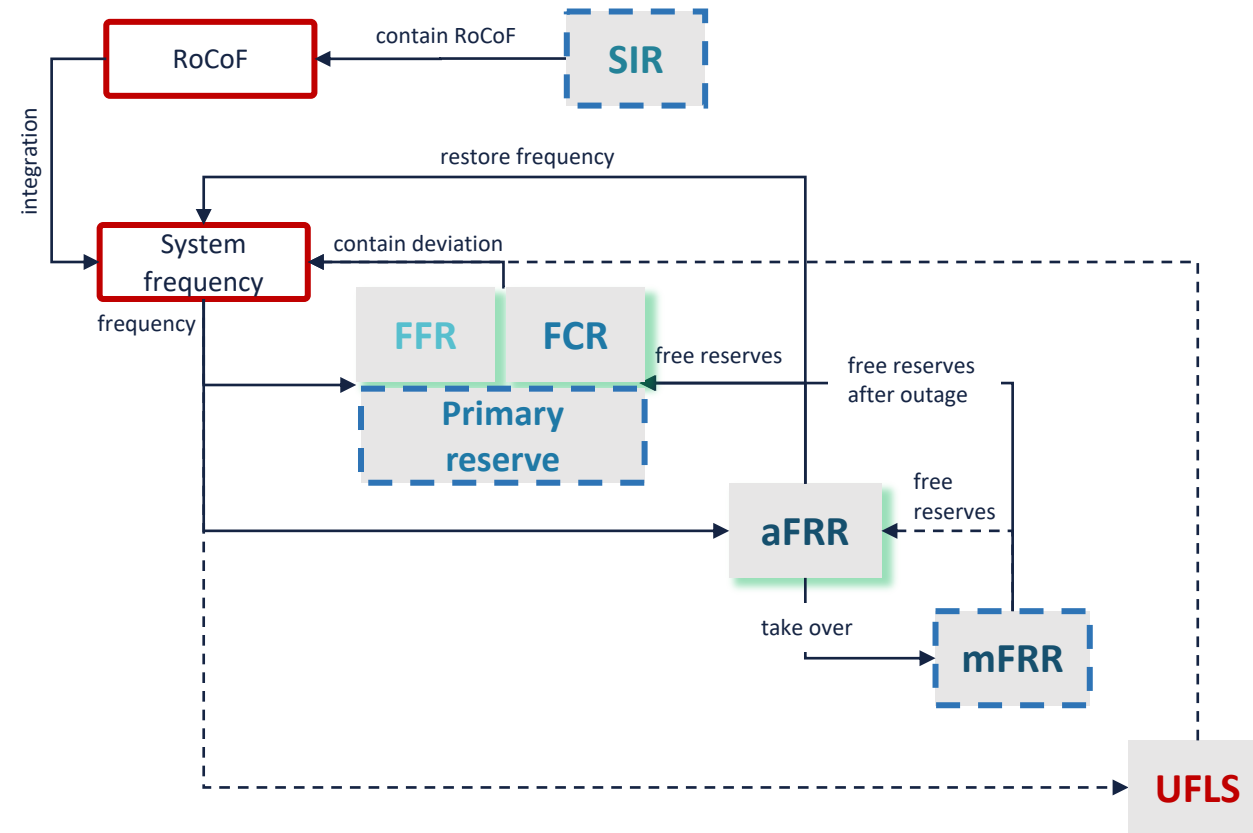 contain RoCoF
RoCoF
SIR
integration
restore frequency
System
frequency
contain deviation
frequency
FFR
FCR
free reserves
free reserves
after outage
Primary
reserve
free
reserves
aFRR
take over
mFRR
UFLS